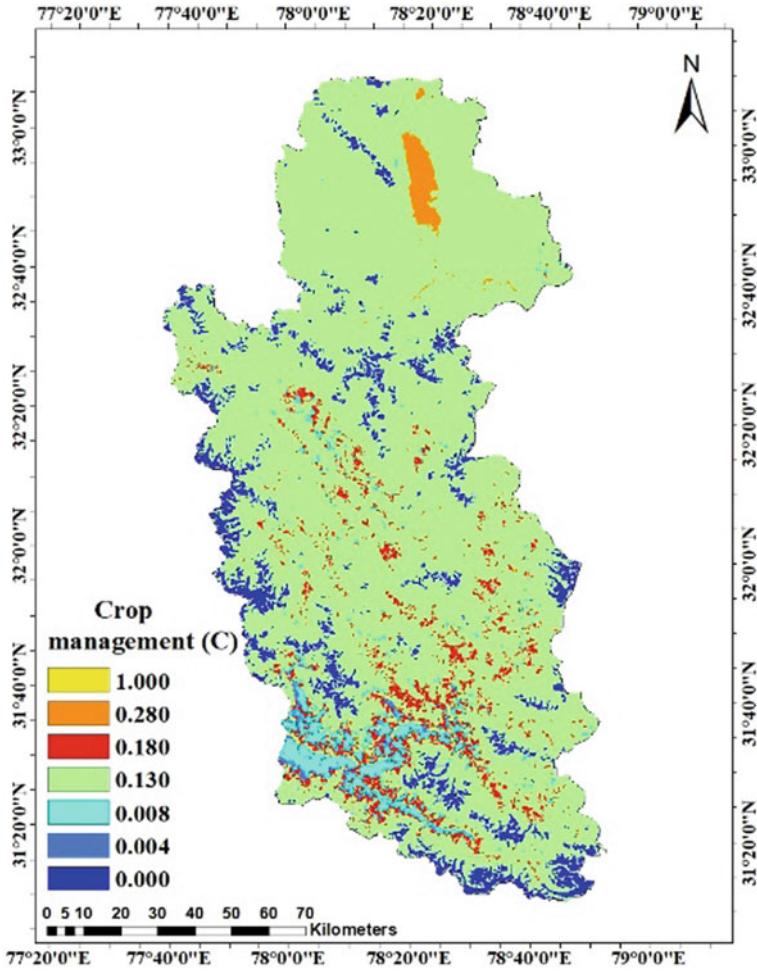 77°20'0"E 77°40'0"E 78°0'0"E 78°20'0"E 78°40'0"E 79°0'0"E
N
33°0'0"N
32°40'0"N
32°20'0"N
32°0'0"N
31°40'0"N
31°20'0"N
33°0'0"N
32°40'0"N
32°20'0"N
32°0'0"N
31°40'0"N
31°20'0"N
Crop
management (C)
1.000
0.280
0.180
0.130
0.008
0.004
0.000
0 5 10 20 30 40 50 60 70
Kilometers
77°20'0"E 77°40'0"E 78°0'0"E 78°20'0"E 78°40'0"E 79°0'0"E